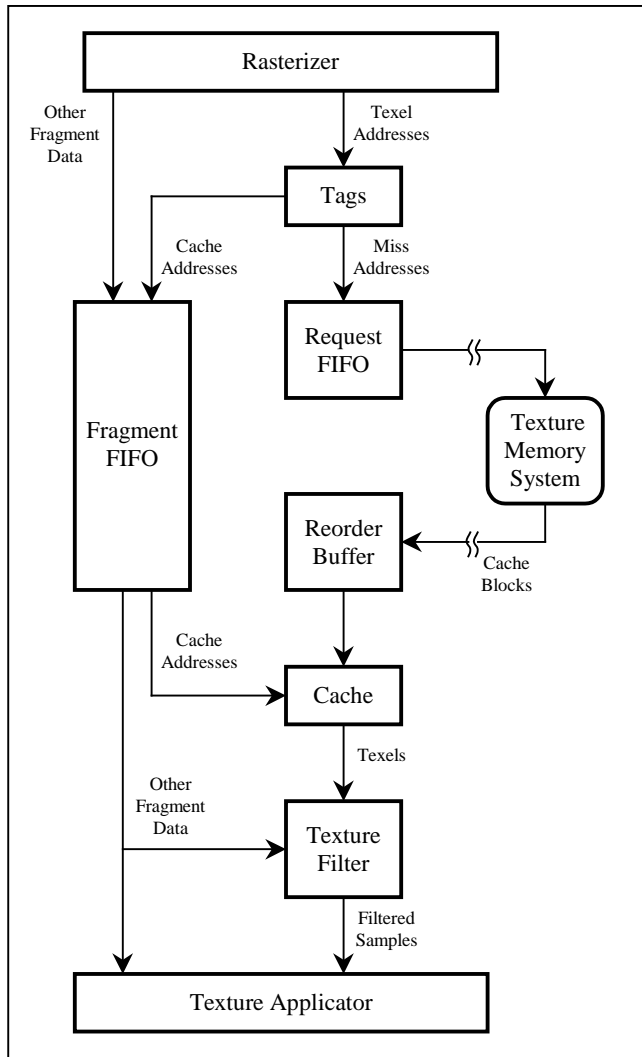 Rasterizer
Other
Fragment
Data
Texel
Addresses
Tags
Cache
Addresses
Miss
Addresses
Request
FIFO
Fragment
FIFO
Texture
Memory
System
Reorder
Buffer
Cache
Blocks
Cache
Addresses
Cache
Texels
Other
Fragment
Data
Texture
Filter
Filtered
Samples
Texture Applicator